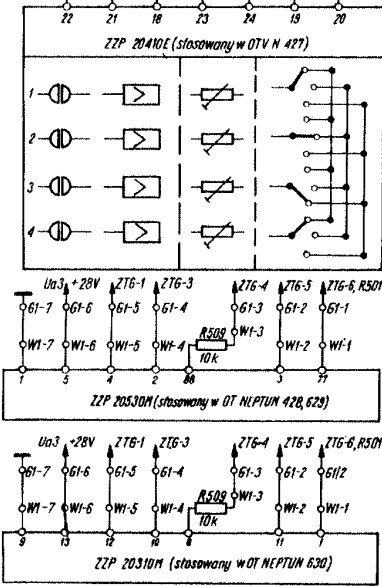 22 21 18 23 24 19 20
ZZP 20410E (stosowany w OTV N 427)
1
2
3
4
Ua3 +28V ZTG-1 ZTG-3 ZTG-4 ZTG-5 ZTG-6, R501
G1-7 G1-6 G1-5 G1-4 G1-3 G1-2 G1-1
R509 W1-3
W1-7 W1-6 W1-5 W1-4 10k W1-2 W1-1
1 5 4 2 3
ZZP 20530M (stosowany w OT NEPTUN 428, 629)
Ua3 +28V ZTG-1 ZTG-3 ZTG-4 ZTG-5 ZTG-6, R501
G1-7 G1-6 G1-5 G1-4 G1-3 G1-2 G1/2
R509 W1-3
W1-7 W1-6 W1-5 W1-4 10k W1-2 W1-1
9 13 12 10 11 1
ZZP 20310M (stosowany w OT NEPTUN 630)